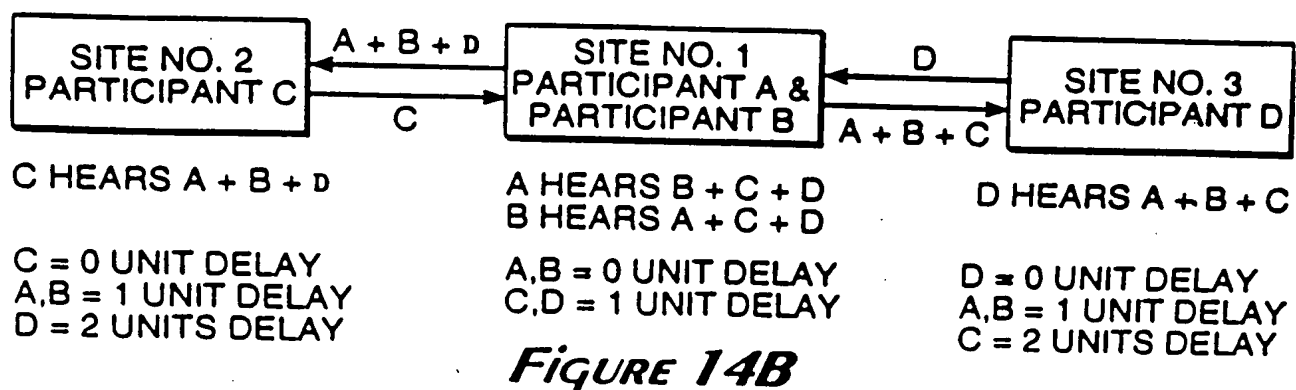 SITE NO. 2
PARTICIPANT C
A + B + D
C
SITE NO. 1
PARTICIPANT A &
PARTICIPANT B
D
A + B + C
SITE NO. 3
PARTICIPANT D
C HEARS A + B + D
A HEARS B + C + D
B HEARS A + C + D
D HEARS A + B + C
C = 0 UNIT DELAY
A,B = 1 UNIT DELAY
D = 2 UNITS DELAY
A,B = 0 UNIT DELAY
C,D = 1 UNIT DELAY
D = 0 UNIT DELAY
A,B = 1 UNIT DELAY
C = 2 UNITS DELAY
FIGURE 14B